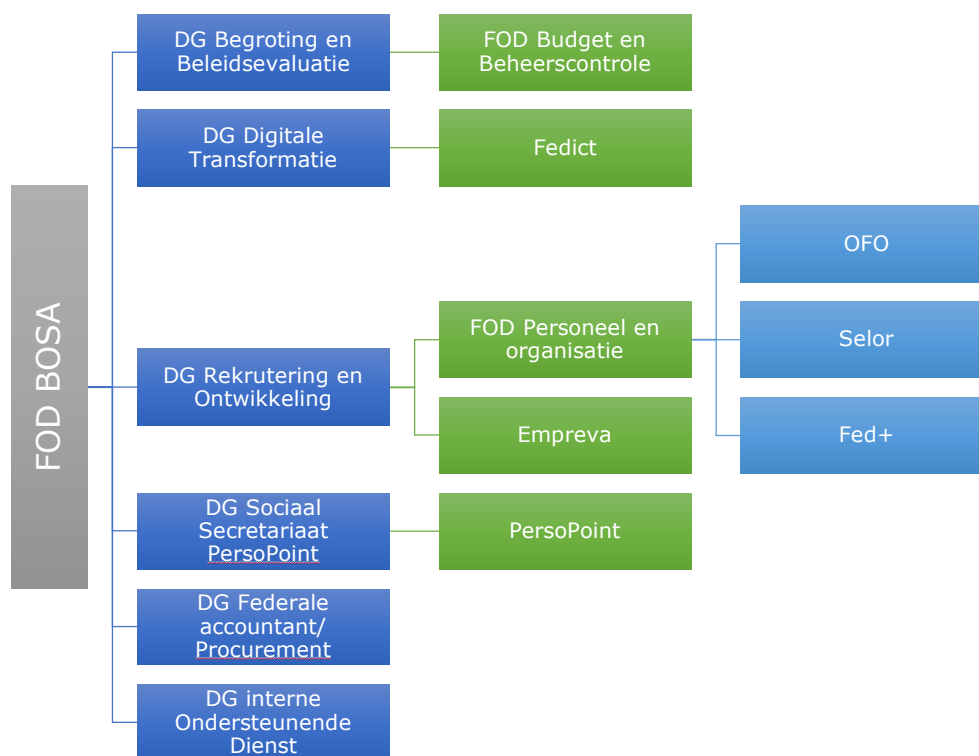 FOD BOSA
DG Begroting en
Beleidsevaluatie
FOD Budget en
Beheerscontrole
DG Digitale
Transformatie
Fedict
DG Rekrutering en
Ontwikkeling
FOD Personeel en
organisatie
OFO
Selor
Fed+
Empreva
DG Sociaal
Secretariaat
PersoPoint
PersoPoint
DG Federale
accountant/
Procurement
DG interne
Ondersteunende
Dienst